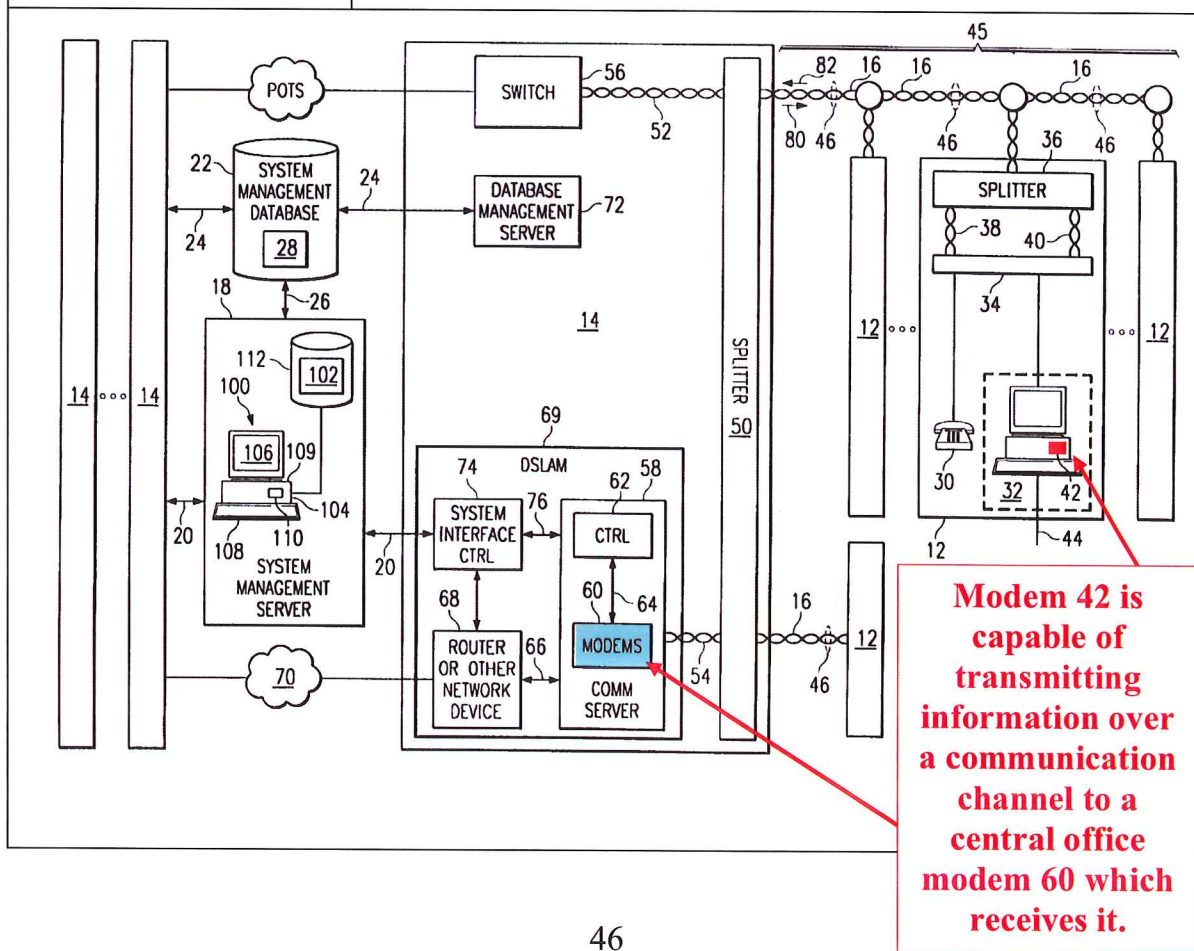 45
POTS
SWITCH
56
52
82
16
16
16
80
46
46
46
22
SYSTEM
MANAGEMENT
DATABASE
28
24
24
DATABASE
MANAGEMENT
SERVER
72
36
SPLITTER
38
40
34
18
26
14
SPLITTER 50
12
12
112
102
100
106
109
104
108
110
SYSTEM
MANAGEMENT
SERVER
14
14
20
20
69
DSLAM
74
SYSTEM
INTERFACE
CTRL
76
62
58
CTRL
60
64
MODEMS
COMM
SERVER
68
ROUTER
OR OTHER
NETWORK
DEVICE
66
70
54
16
46
12
30
32
42
12
44
Modem 42 is
capable of
transmitting
information over
a communication
channel to a
central office
modem 60 which
receives it.
46